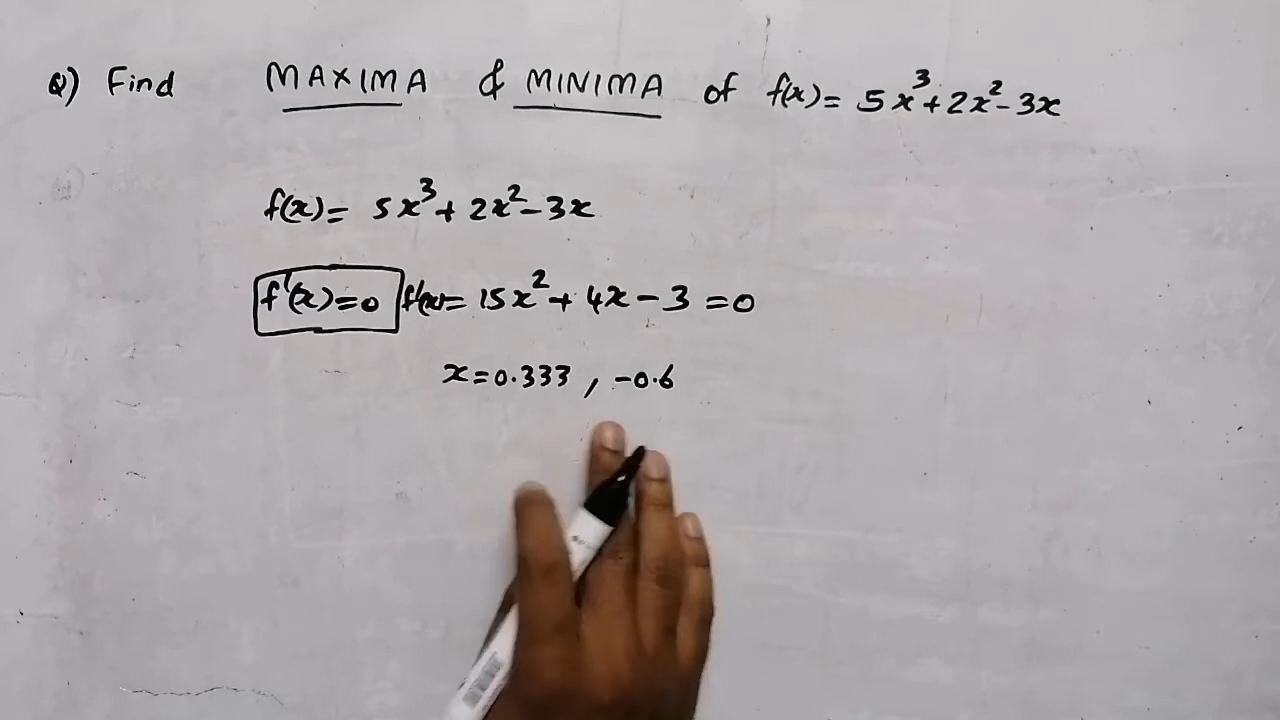 Q) Find MAXIMA & MINIMA of f(x)= 5x³+2x²-3x
f(x)= 5x³+2x²-3x
f'(x)=0 f'(x)= 15x²+4x-3=0
x=0.333, -0.6